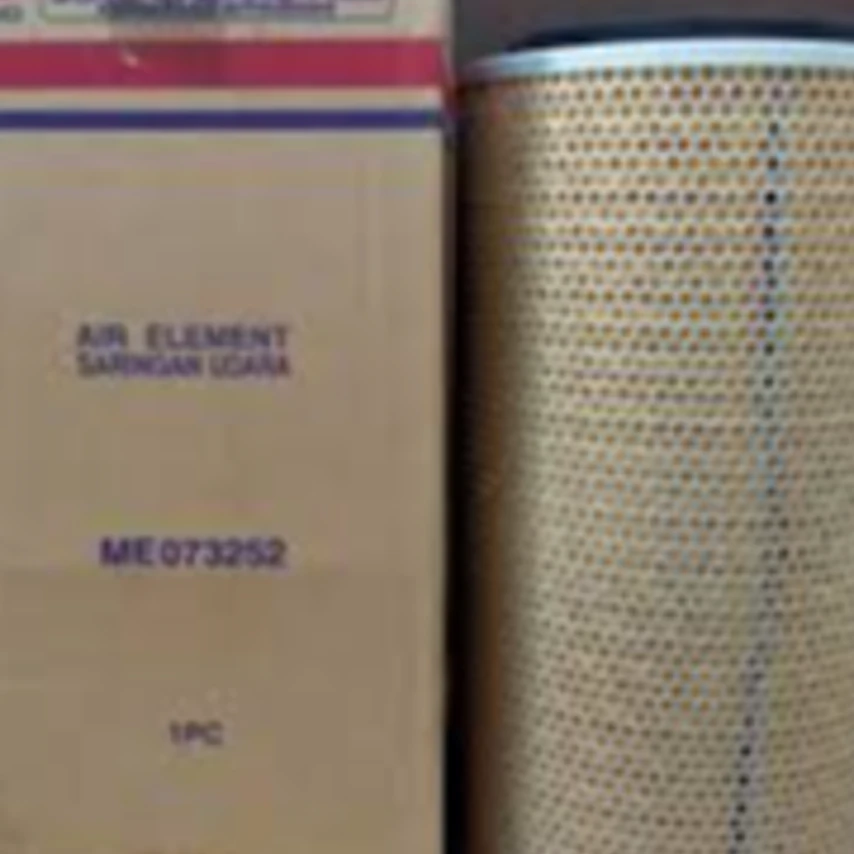 AIR ELEMENT
SARINGAN UDARA
ME073252
1PC